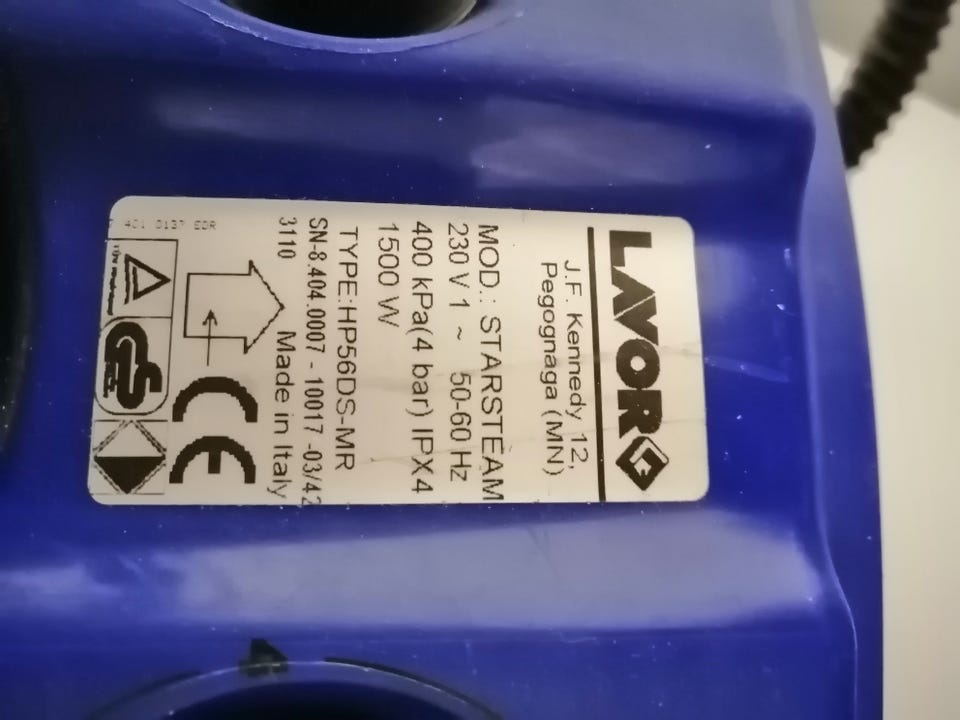 LAVOR
J.F. Kennedy 12,
Pegognaga (MN)
MOD.: STARSTEAM
230 V 1 ~ 50-60 Hz
400 kPa(4 bar) IPX4
1500 W
TYPE:HP56DS-MR
SN-8.404.0007 - 10017 -03/42
3110 Made in Italy
CE
401 0137 EDR